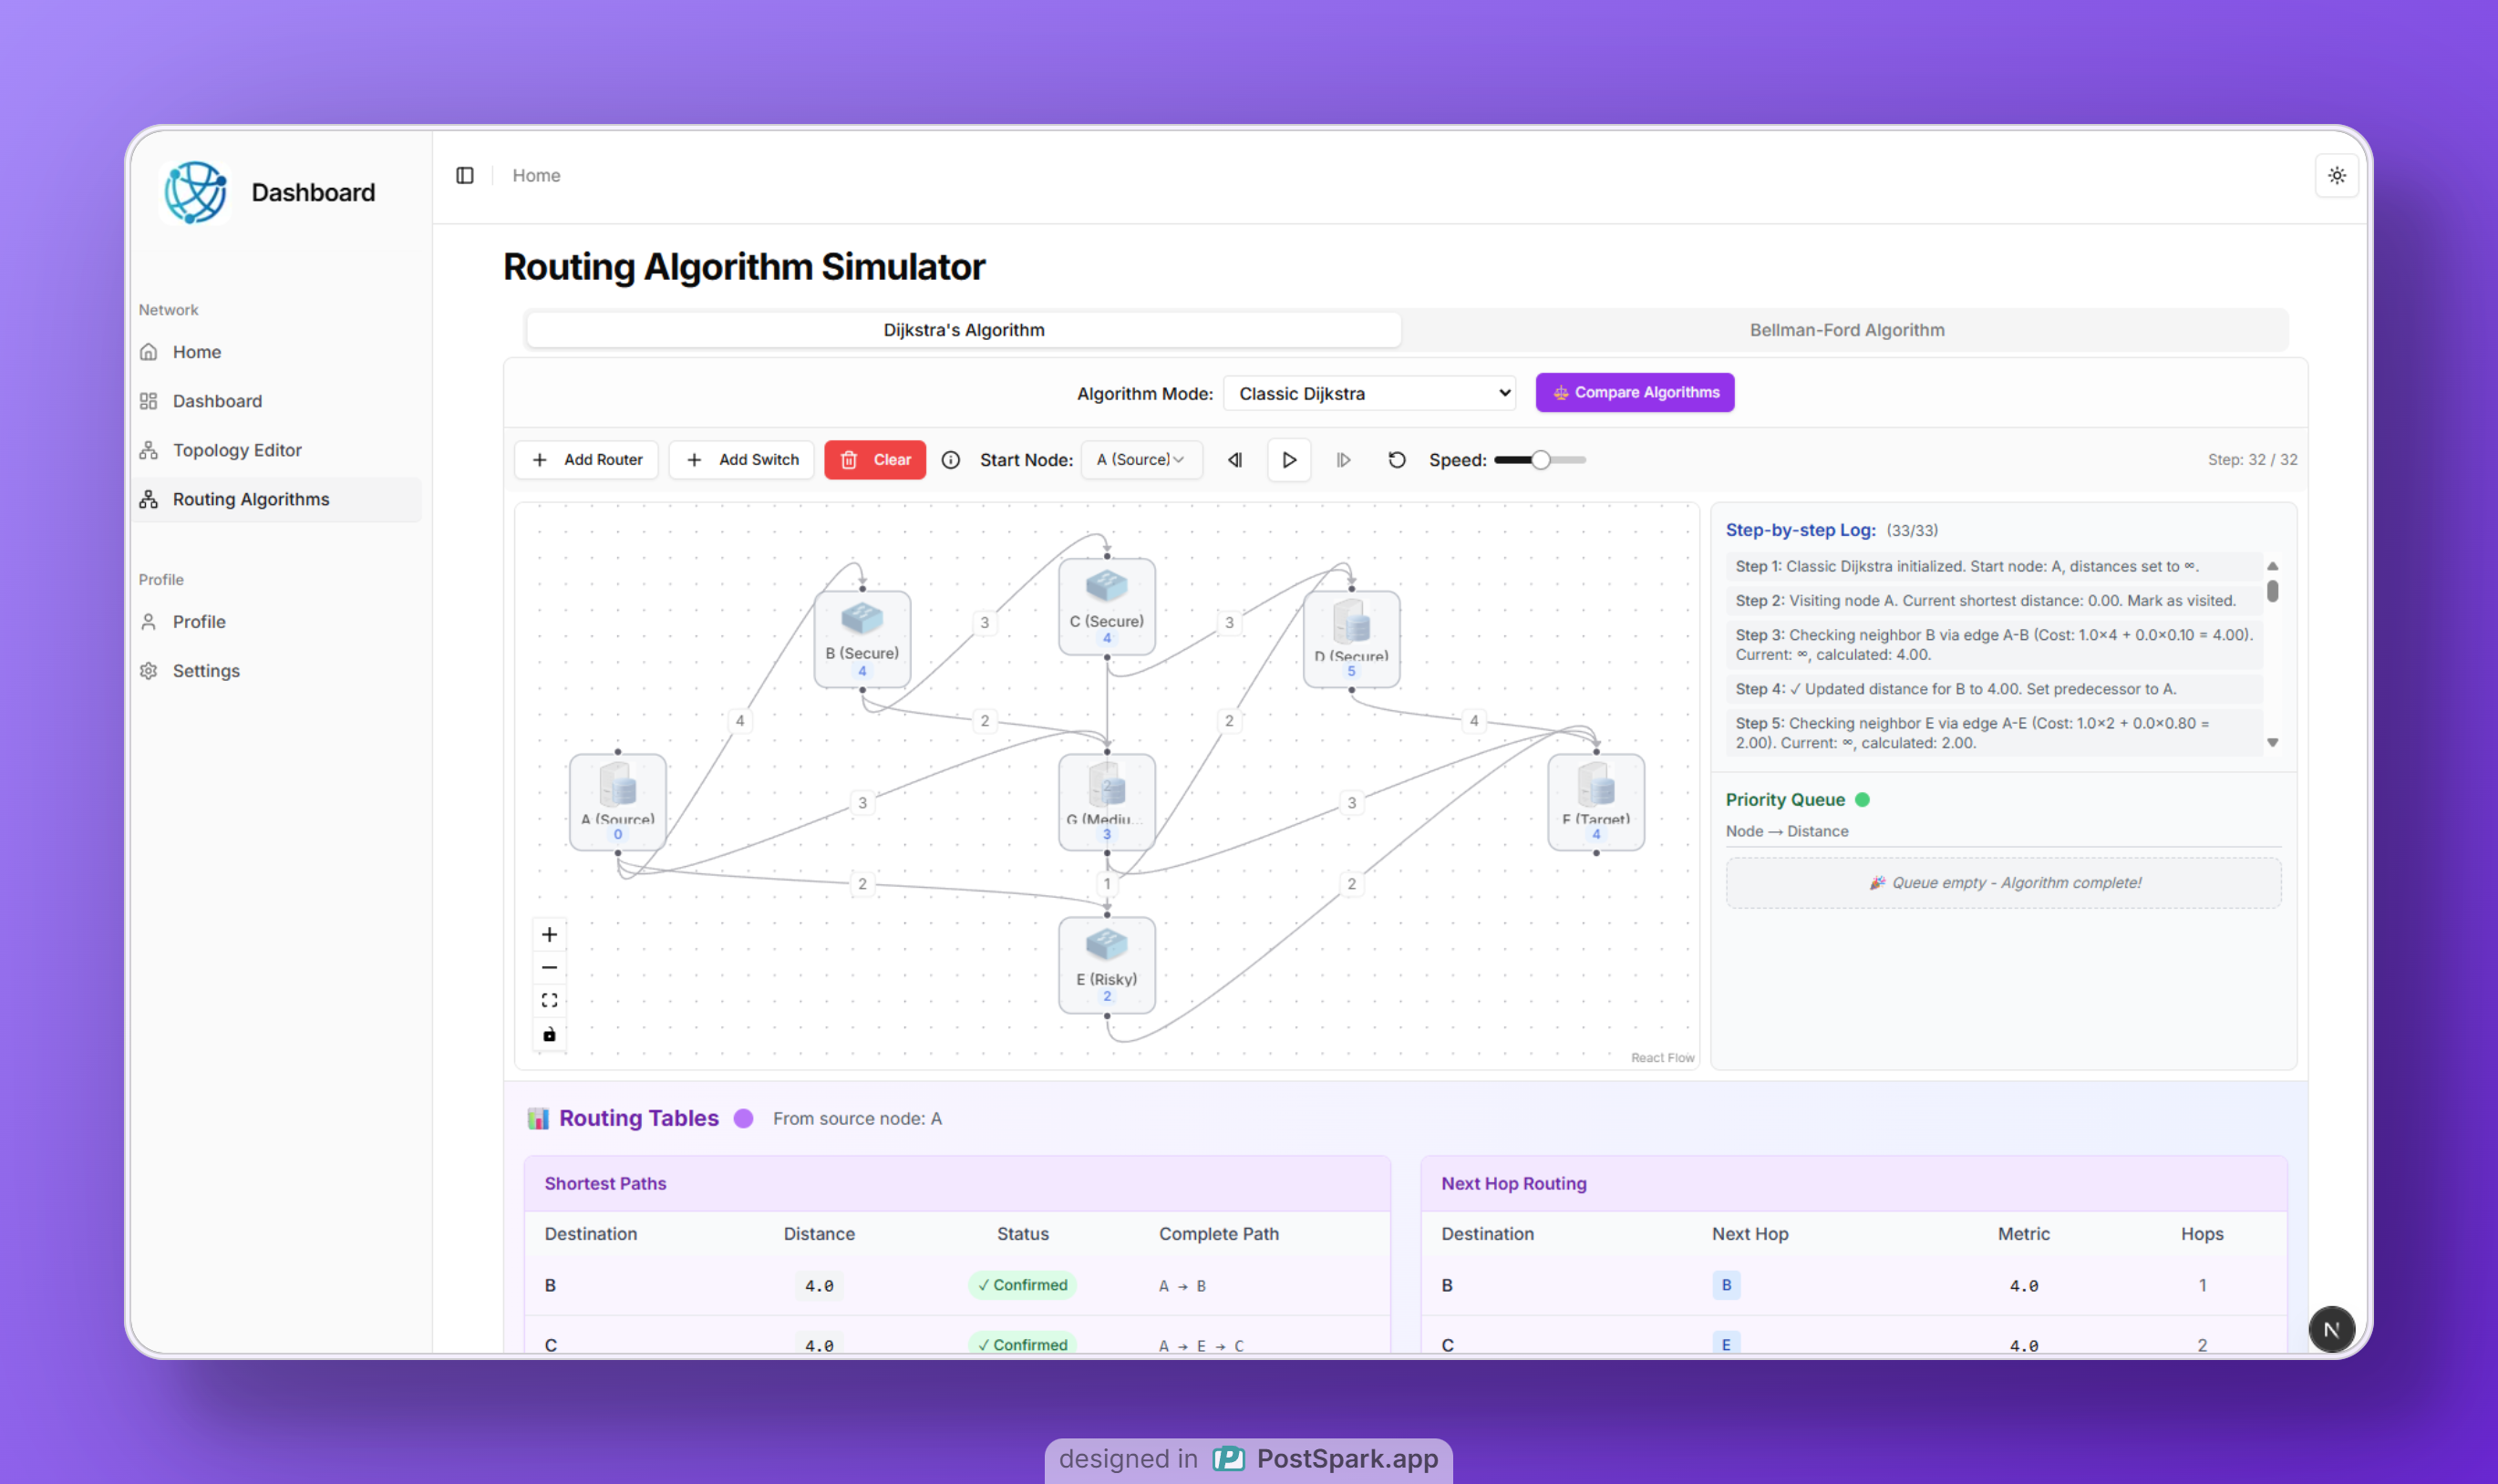 Dashboard
Home
Network
Home
Dashboard
Topology Editor
Routing Algorithms
Profile
Profile
Settings
Routing Algorithm Simulator
Dijkstra's Algorithm
Bellman-Ford Algorithm
Algorithm Mode:
Classic Dijkstra
Compare Algorithms
Add Router
Add Switch
Clear
Start Node:
A (Source)
Speed:
Step: 32 / 32
B (Secure)
4
C (Secure)
4
D (Secure)
5
A (Source)
0
G (Mediu...
3
F (Target)
4
E (Risky)
2
3
3
4
2
2
4
3
2
3
2
1
2
React Flow
Step-by-step Log: (33/33)
Step 1: Classic Dijkstra initialized. Start node: A, distances set to ∞.
Step 2: Visiting node A. Current shortest distance: 0.00. Mark as visited.
Step 3: Checking neighbor B via edge A-B (Cost: 1.0×4 + 0.0×0.10 = 4.00).
Current: ∞, calculated: 4.00.
Step 4: ✓ Updated distance for B to 4.00. Set predecessor to A.
Step 5: Checking neighbor E via edge A-E (Cost: 1.0×2 + 0.0×0.80 =
2.00). Current: ∞, calculated: 2.00.
Priority Queue
Node → Distance
🎉 Queue empty - Algorithm complete!
📊 Routing Tables
From source node: A
Shortest Paths
Destination Distance Status Complete Path
B 4.0 ✓ Confirmed A → B
C 4.0 ✓ Confirmed A → E → C
Next Hop Routing
Destination Next Hop Metric Hops
B B 4.0 1
C E 4.0 2
N
designed in PostSpark.app